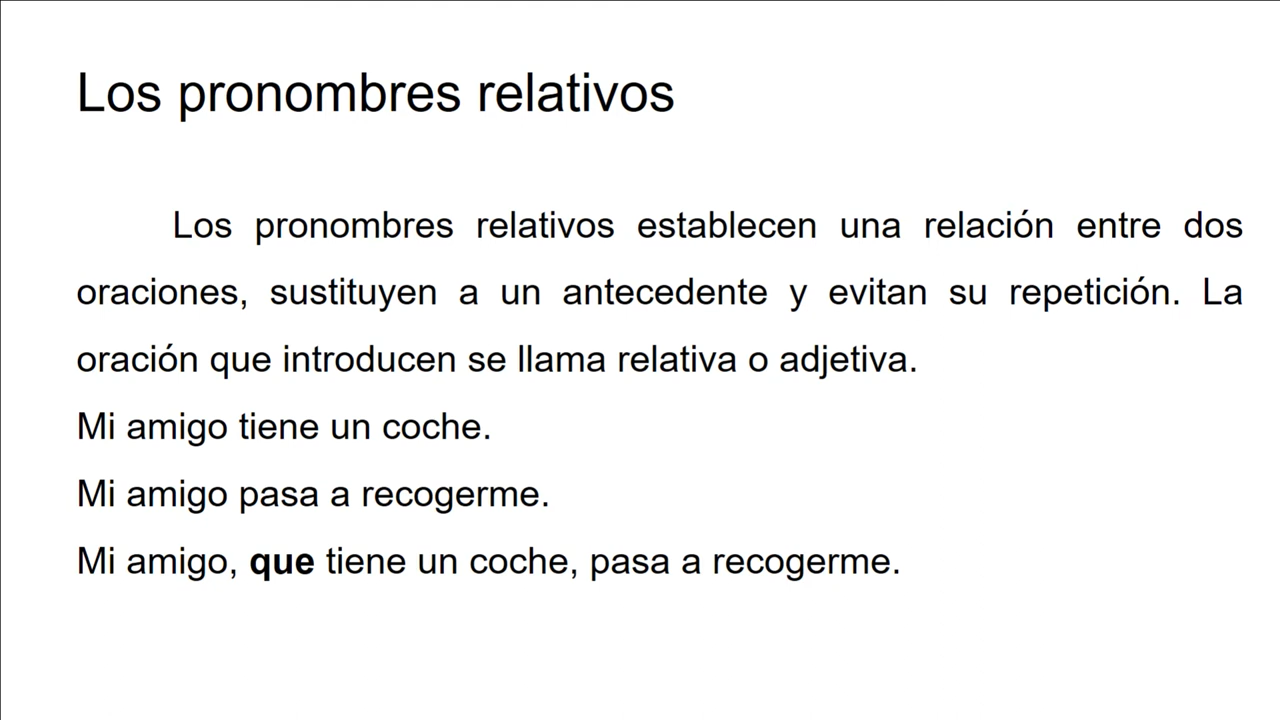 Los pronombres relativos
Los pronombres relativos establecen una relación entre dos
oraciones, sustituyen a un antecedente y evitan su repetición. La
oración que introducen se llama relativa o adjetiva.
Mi amigo tiene un coche.
Mi amigo pasa a recogerme.
Mi amigo, que tiene un coche, pasa a recogerme.